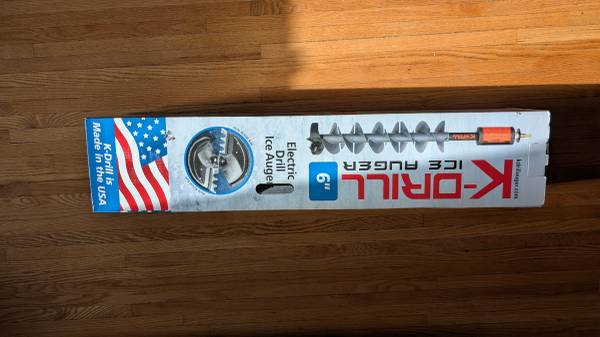 K-DRILL
ICE AUGER
6"
Electric
Drill
Ice Auger
K-Drill is
Made in the USA